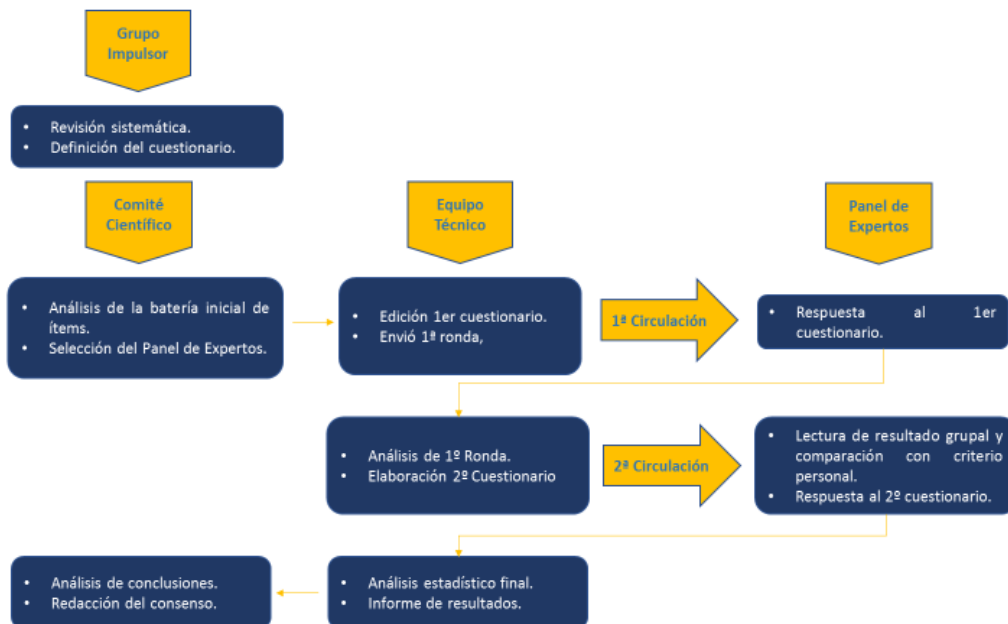 Grupo
Impulsor
• Revisión sistemática.
• Definición del cuestionario.
Comité
Científico
Equipo
Técnico
Panel de
Expertos
• Análisis de la batería inicial de
ítems.
• Selección del Panel de Expertos.
• Edición 1er cuestionario.
• Envió 1ª ronda,
1ª Circulación
• Respuesta al 1er
cuestionario.
• Análisis de 1º Ronda.
• Elaboración 2º Cuestionario
2ª Circulación
• Lectura de resultado grupal y
comparación con criterio
personal.
• Respuesta al 2º cuestionario.
• Análisis de conclusiones.
• Redacción del consenso.
• Análisis estadístico final.
• Informe de resultados.